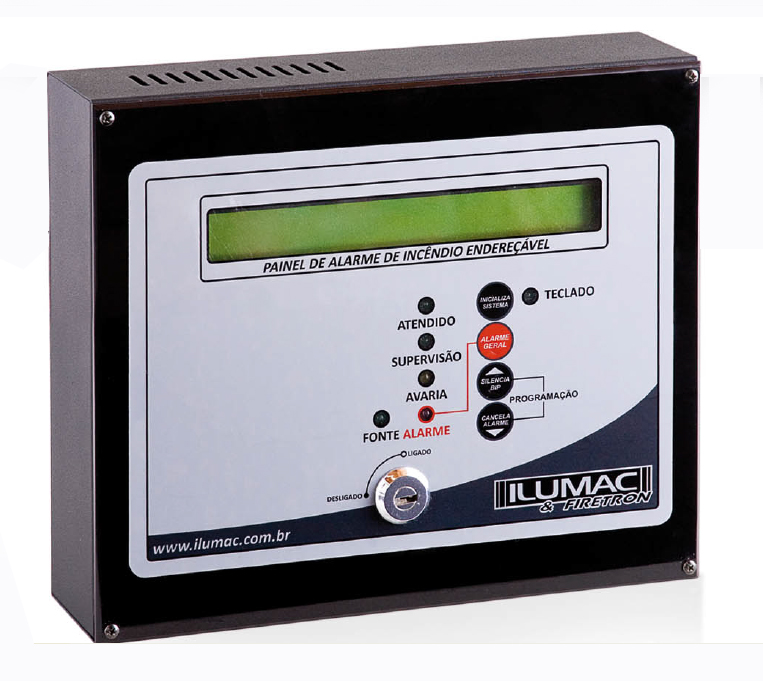 PAINEL DE ALARME DE INCÊNDIO ENDEREÇÁVEL
INICIALIZA
SISTEMA
TECLADO
ATENDIDO
ALARME
GERAL
SUPERVISÃO
SILENCIA
BIP
AVARIA
PROGRAMAÇÃO
CANCELA
ALARME
FONTE ALARME
LIGADO
DESLIGADO
ILUMAC
& FIRETRON
www.ilumac.com.br